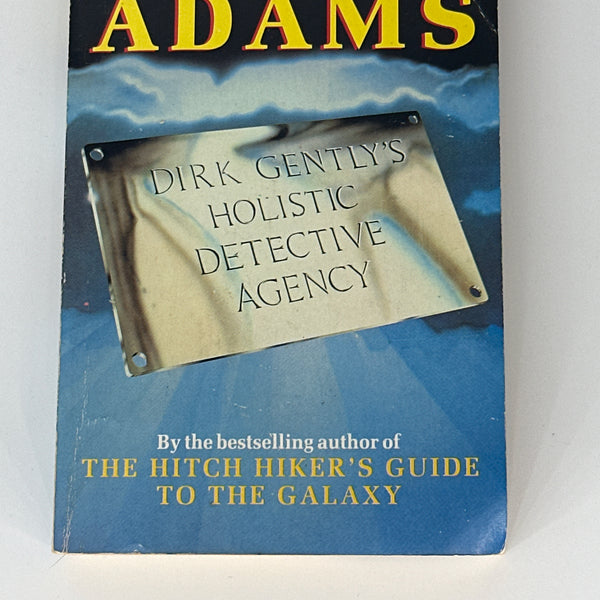 ADAMS
DIRK GENTLY'S
HOLISTIC
DETECTIVE
AGENCY
By the bestselling author of
THE HITCH HIKER'S GUIDE
TO THE GALAXY